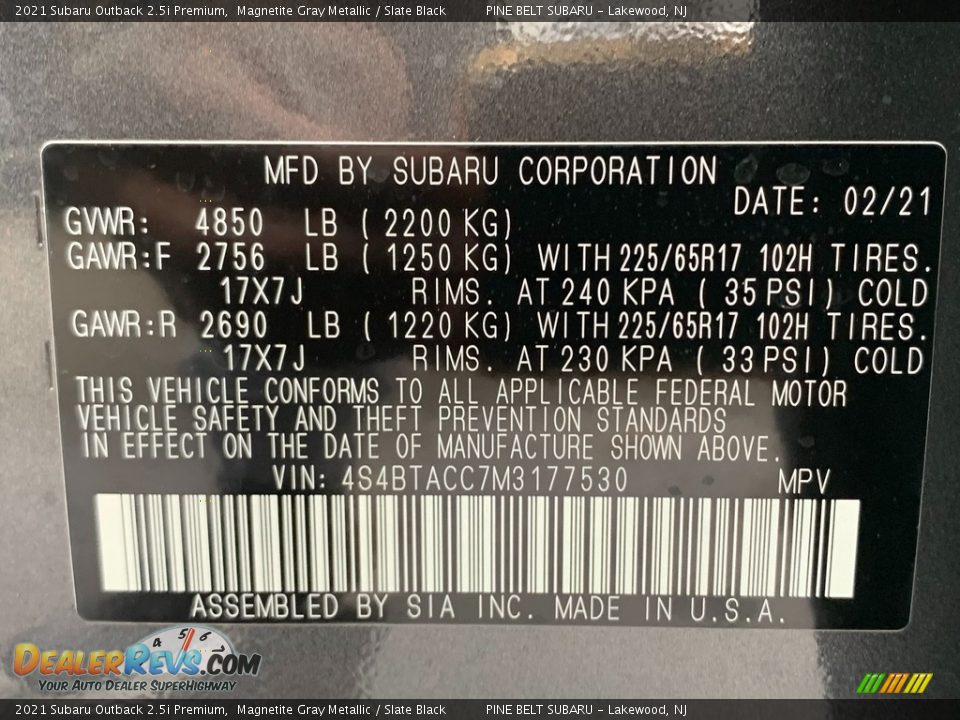 2021 Subaru Outback 2.5i Premium, Magnetite Gray Metallic / Slate Black PINE BELT SUBARU - Lakewood, NJ
MFD BY SUBARU CORPORATION
DATE: 02/21
GVWR: 4850 LB ( 2200 KG)
GAWR:F 2756 LB ( 1250 KG) WITH 225/65R17 102H TIRES.
17X7J RIMS. AT 240 KPA ( 35 PSI) COLD
GAWR:R 2690 LB ( 1220 KG) WITH 225/65R17 102H TIRES.
17X7J RIMS. AT 230 KPA ( 33 PSI) COLD
THIS VEHICLE CONFORMS TO ALL APPLICABLE FEDERAL MOTOR
VEHICLE SAFETY AND THEFT PREVENTION STANDARDS
IN EFFECT ON THE DATE OF MANUFACTURE SHOWN ABOVE.
VIN: 4S4BTACC7M3177530 MPV
ASSEMBLED BY SIA INC. MADE IN U.S.A.
4 5 6
DEALERREVS.COM
YOUR AUTO DEALER SUPERHIGHWAY
2021 Subaru Outback 2.5i Premium, Magnetite Gray Metallic / Slate Black PINE BELT SUBARU - Lakewood, NJ